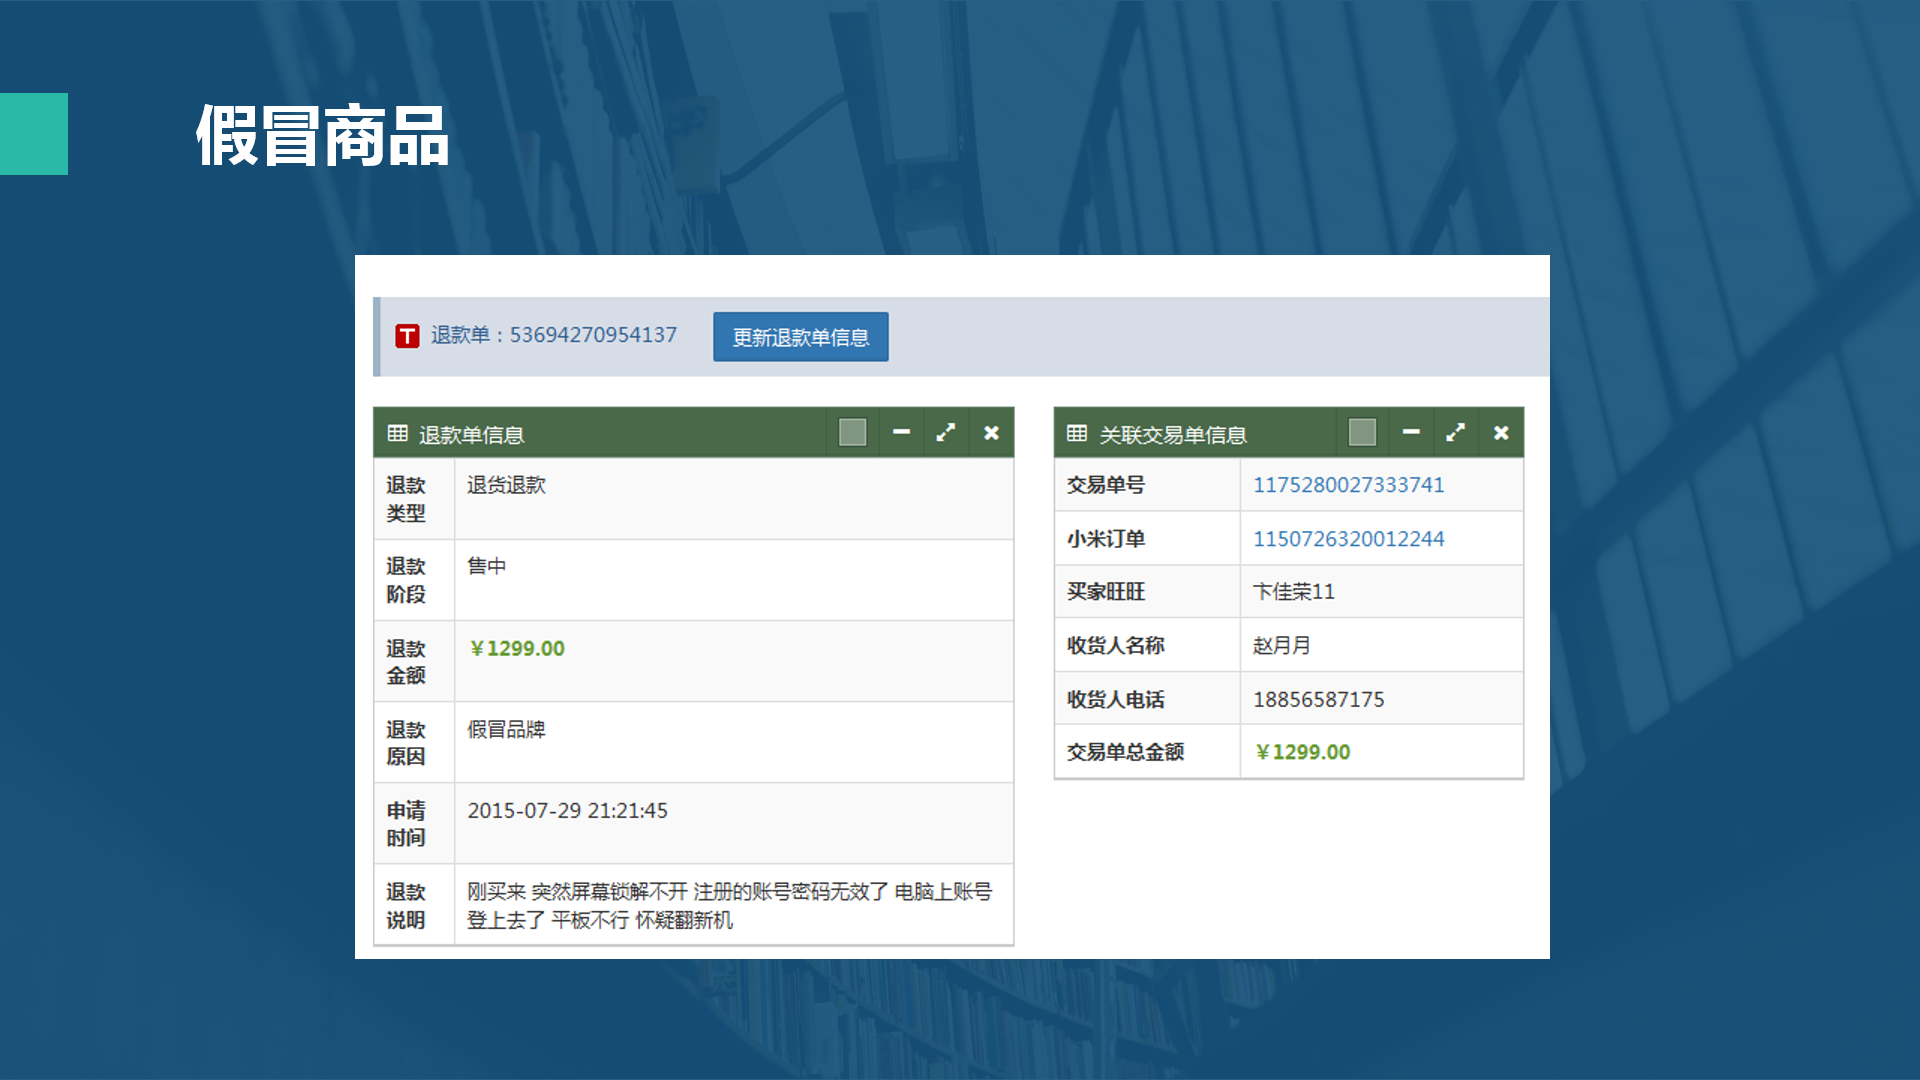 假冒商品
T 退款单：53694270954137 更新退款单信息
退款单信息
退款
类型
退货退款
退款
阶段
售中
退款
金额
￥1299.00
退款
原因
假冒品牌
申请
时间
2015-07-29 21:21:45
退款
说明
刚买来 突然屏幕锁解不开 注册的账号密码无效了 电脑上账号
登上去了 平板不行 怀疑翻新机
关联交易单信息
交易单号 1175280027333741
小米订单 1150726320012244
买家旺旺 卞佳荣11
收货人名称 赵月月
收货人电话 18856587175
交易单总金额 ￥1299.00